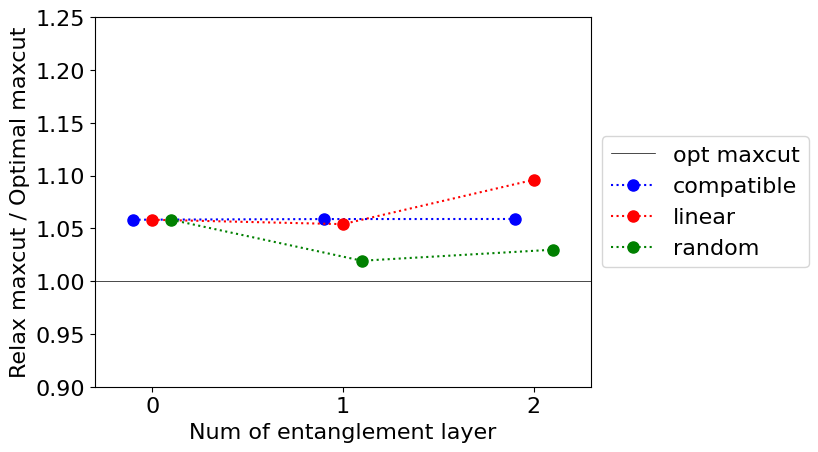 Relax maxcut / Optimal maxcut
1.25
1.20
1.15
1.10
1.05
1.00
0.95
0.90
0 1 2
Num of entanglement layer
opt maxcut
compatible
linear
random